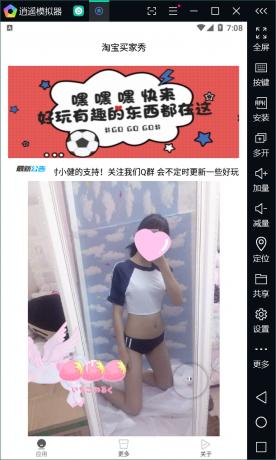 逍遥模拟器
7:08
淘宝买家秀
嘿 嘿 嘿 快来
好玩有趣的东西都在这
#GO GO GO#
最新公告
小健的支持！关注我们Q群 会不定时更新一些好玩
应用
更多
关于
全屏
按键
安装
多开
加量
减量
定位
共享
设置
更多